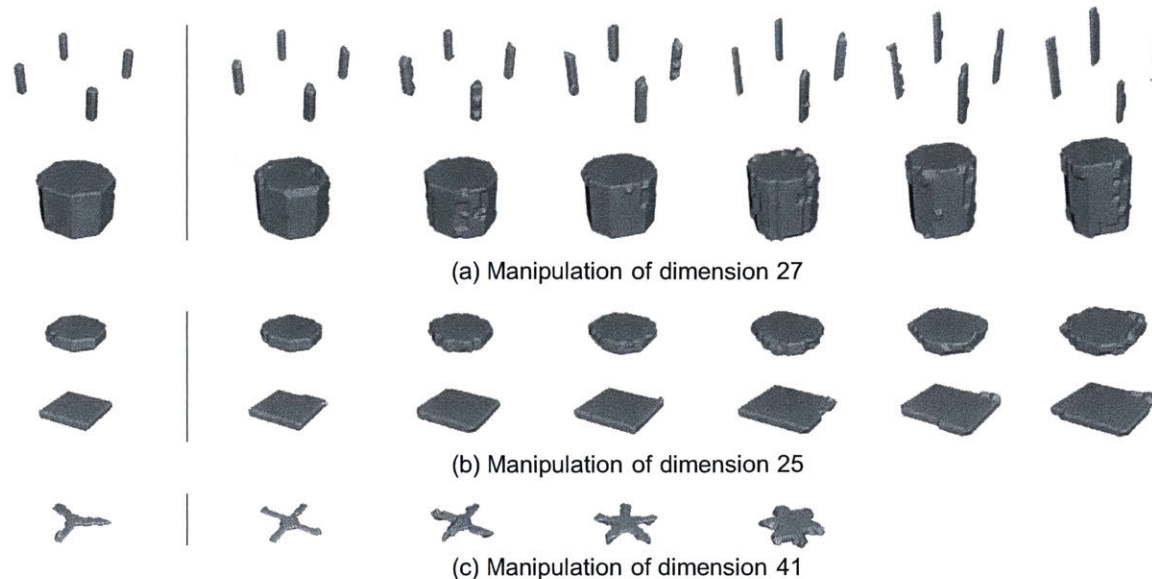 (a) Manipulation of dimension 27
(b) Manipulation of dimension 25
(c) Manipulation of dimension 41